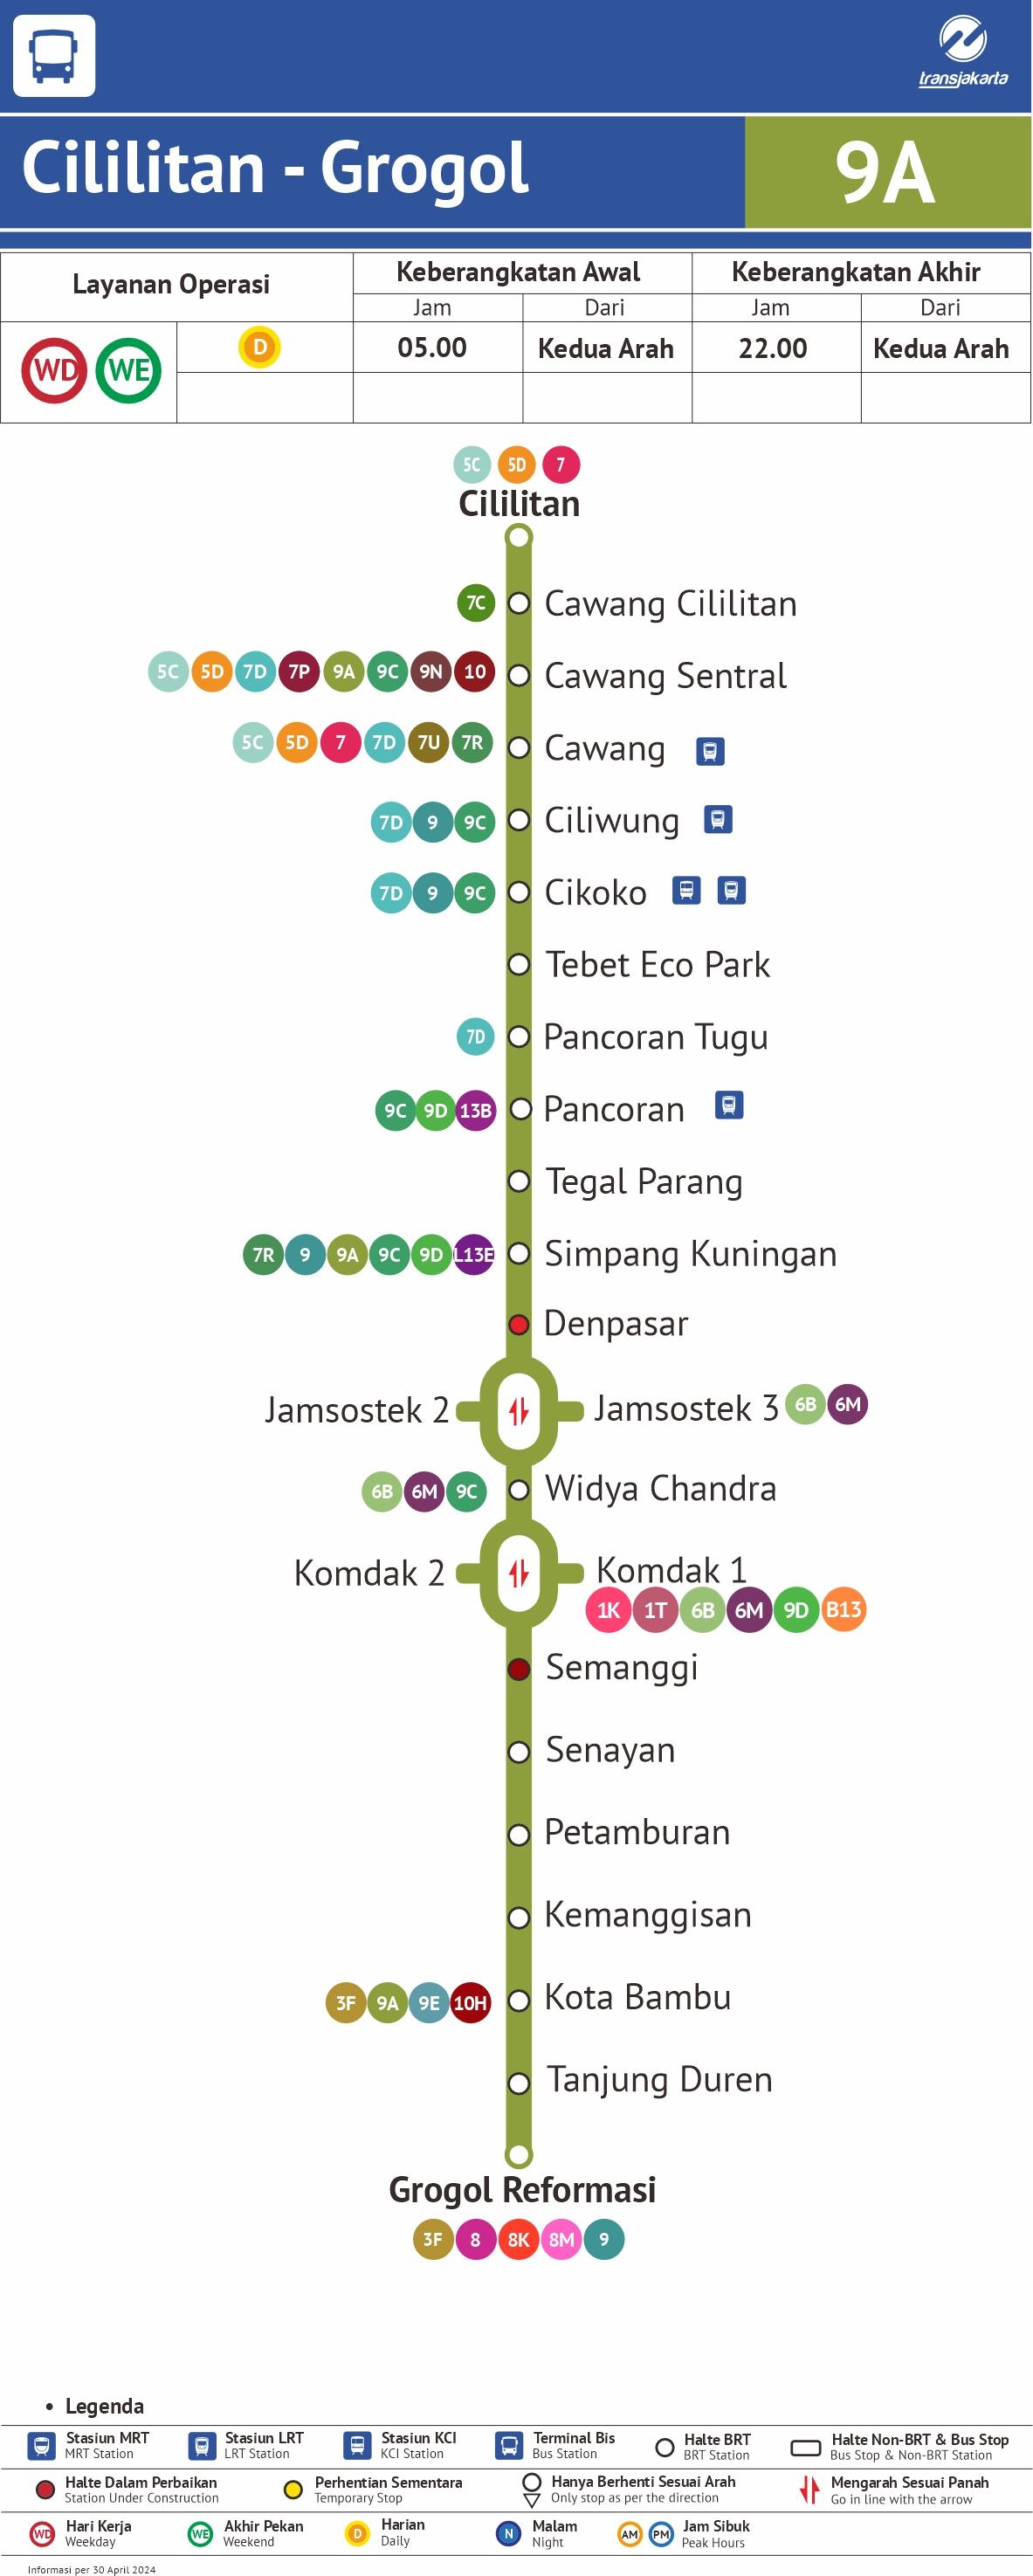 transjakarta
Cililitan - Grogol
9A
Layanan Operasi
Keberangkatan Awal
Keberangkatan Akhir
Jam
Dari
Jam
Dari
WD WE
D
05.00
Kedua Arah
22.00
Kedua Arah
5C 5D 7
Cililitan
7C Cawang Cililitan
5C 5D 7D 7P 9A 9C 9N 10 Cawang Sentral
5C 5D 7 7D 7U 7R Cawang
7D 9 9C Ciliwung
7D 9 9C Cikoko
Tebet Eco Park
7D Pancoran Tugu
9C 9D 13B Pancoran
Tegal Parang
7R 9 9A 9C 9D L13E Simpang Kuningan
Denpasar
Jamsostek 2
Jamsostek 3 6B 6M
6B 6M 9C Widya Chandra
Komdak 2
Komdak 1
1K 1T 6B 6M 9D B13
Semanggi
Senayan
Petamburan
Kemanggisan
3F 9A 9E 10H Kota Bambu
Tanjung Duren
Grogol Reformasi
3F 8 8K 8M 9
• Legenda
Stasiun MRT
MRT Station
Stasiun LRT
LRT Station
Stasiun KCI
KCI Station
Terminal Bis
Bus Station
Halte BRT
BRT Station
Halte Non-BRT & Bus Stop
Bus Stop & Non-BRT Station
Halte Dalam Perbaikan
Station Under Construction
Perhentian Sementara
Temporary Stop
Hanya Berhenti Sesuai Arah
Only stop as per the direction
Mengarah Sesuai Panah
Go in line with the arrow
WD
Hari Kerja
Weekday
WE
Akhir Pekan
Weekend
D
Harian
Daily
N
Malam
Night
AM PM
Jam Sibuk
Peak Hours
Informasi per 30 April 2024